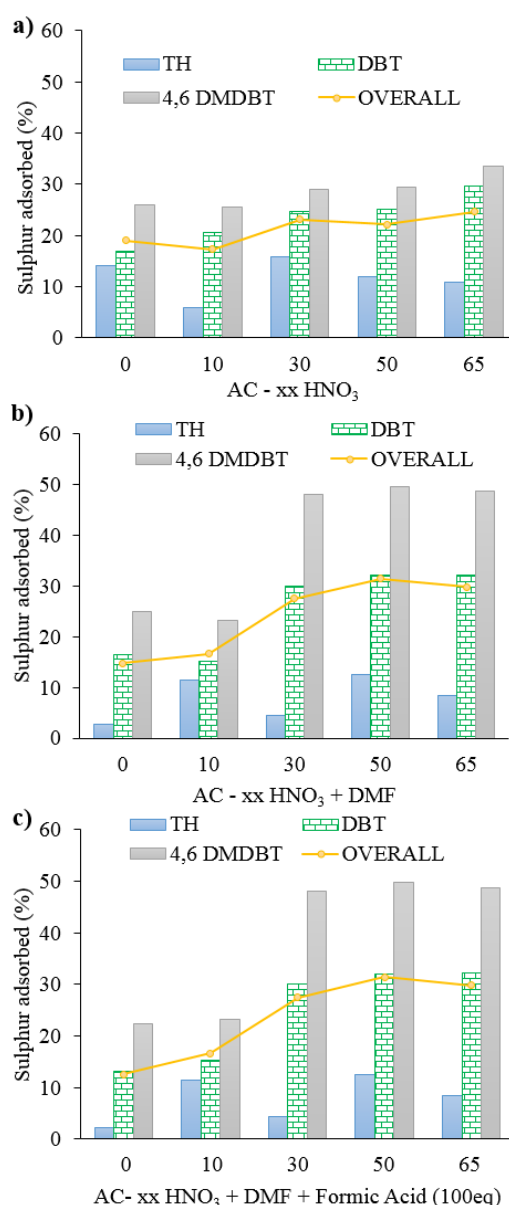 a)
60
TH
DBT
50
4,6 DMDBT
OVERALL
40
30
20
10
0
Sulphur adsorbed (%)
0 10 30 50 65
AC - xx HNO₃
b)
60
TH
DBT
50
4,6 DMDBT
OVERALL
40
30
20
10
0
Sulphur adsorbed (%)
0 10 30 50 65
AC - xx HNO₃ + DMF
c)
60
TH
DBT
50
4,6 DMDBT
OVERALL
40
30
20
10
0
Sulphur adsorbed (%)
0 10 30 50 65
AC- xx HNO₃ + DMF + Formic Acid (100eq)